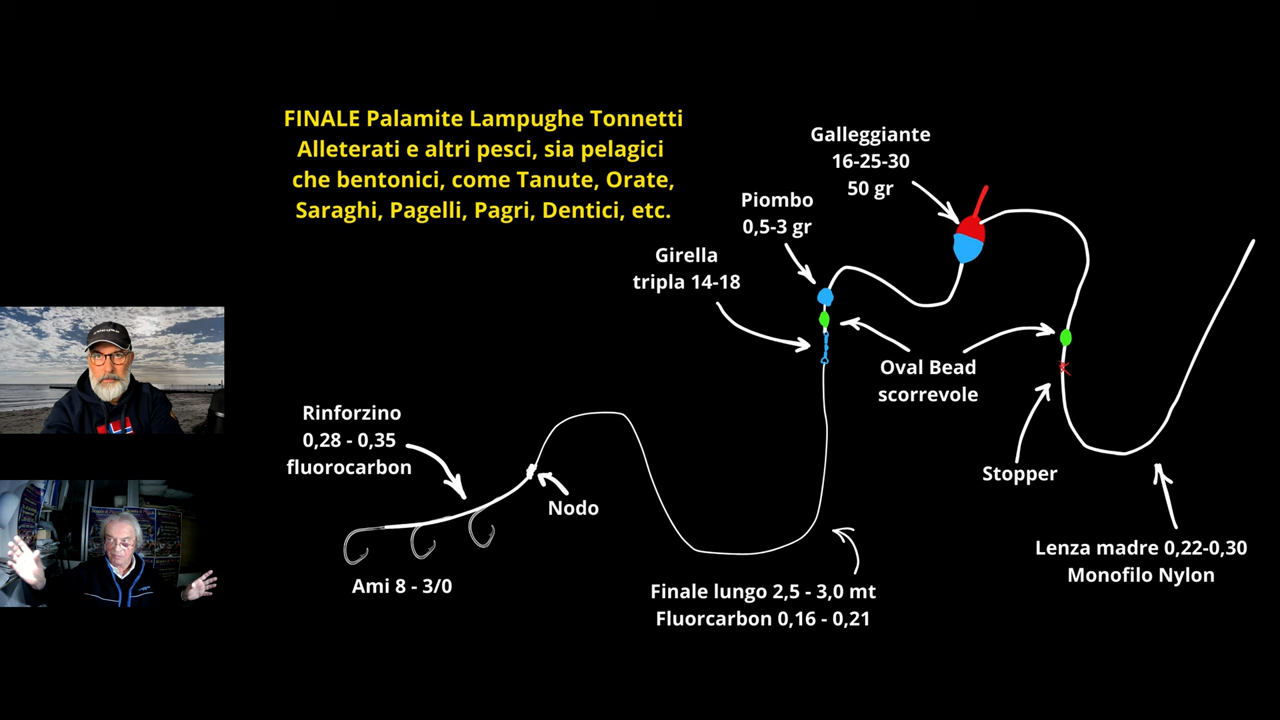 FINALE Palamite Lampughe Tonnetti
Alleterati e altri pesci, sia pelagici
che bentonici, come Tanute, Orate,
Saraghi, Pagelli, Pagri, Dentici, etc.
Galleggiante
16-25-30
50 gr
Piombo
0,5-3 gr
Girella
tripla 14-18
Oval Bead
scorrevole
Rinforzino
0,28 - 0,35
fluorocarbon
Nodo
Stopper
Ami 8 - 3/0
Finale lungo 2,5 - 3,0 mt
Fluorcarbon 0,16 - 0,21
Lenza madre 0,22-0,30
Monofilo Nylon